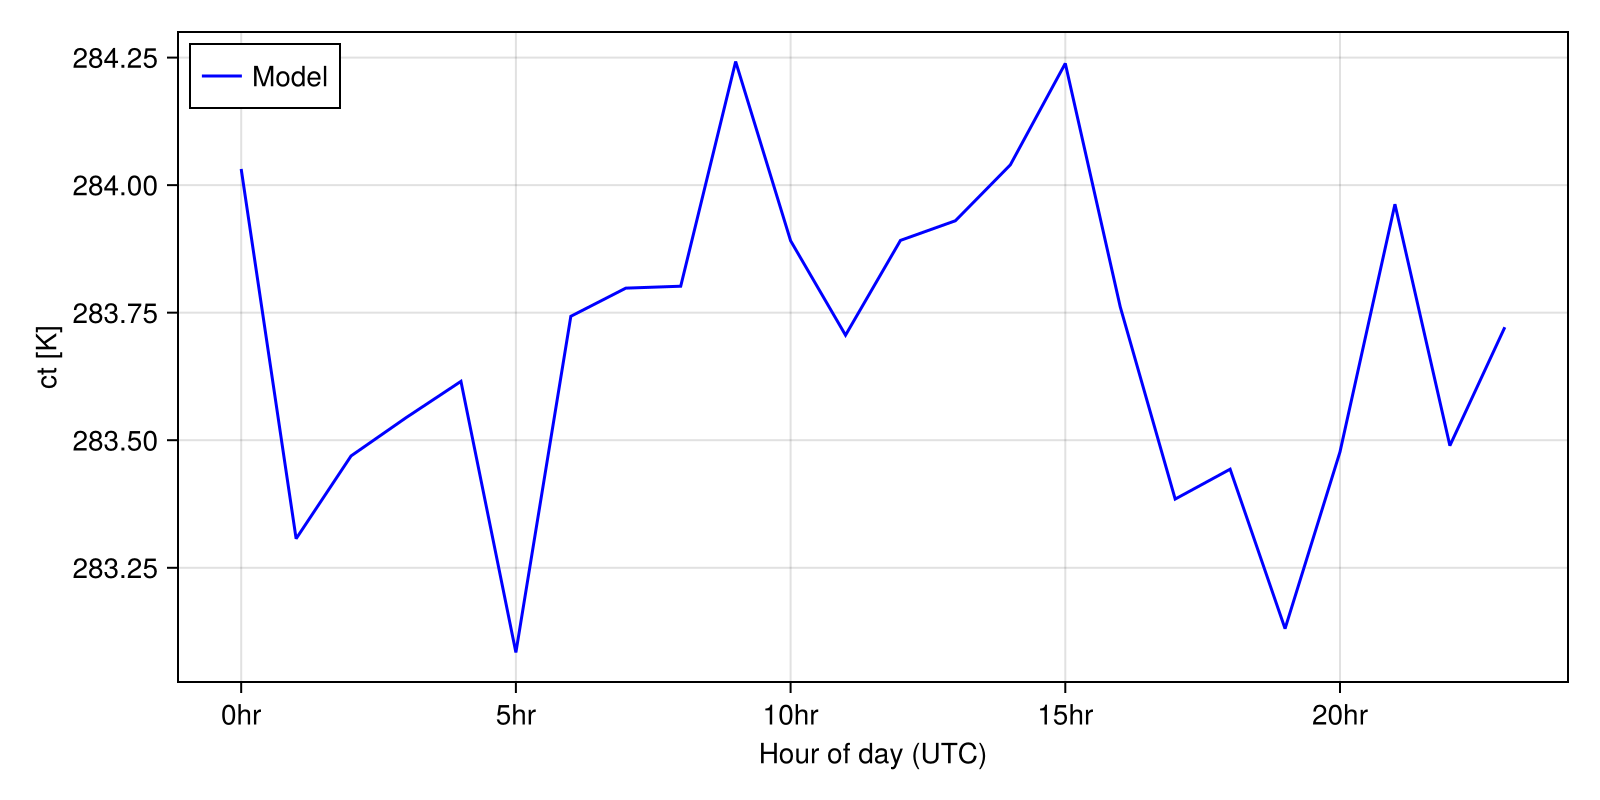 Model
284.25
284.00
283.75
283.50
283.25
ct [K]
0hr 5hr 10hr 15hr 20hr
Hour of day (UTC)